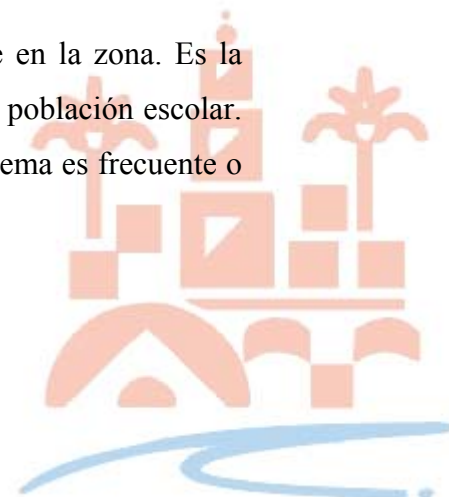 e en la zona. Es la
población escolar.
ema es frecuente o